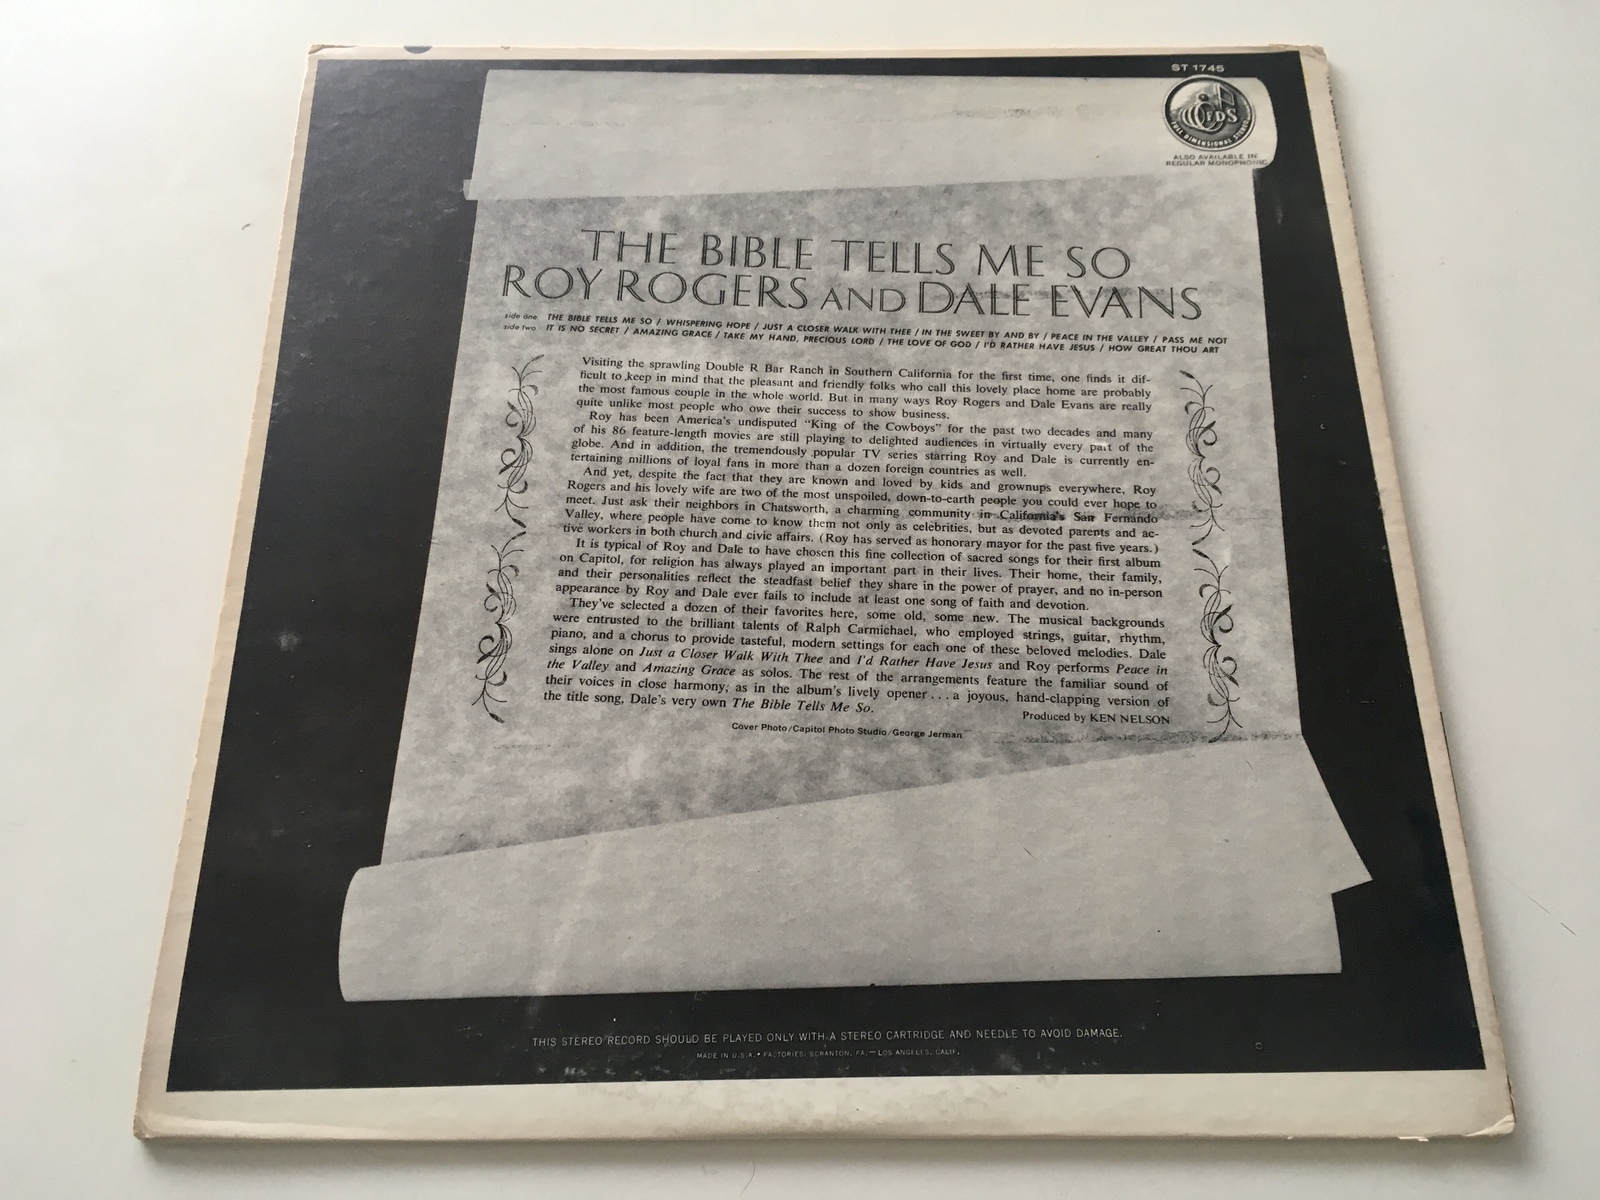 ST 1745
FDS
FULL DIMENSIONAL STEREO
ALSO AVAILABLE IN
REGULAR MONOPHONIC
THE BIBLE TELLS ME SO
ROY ROGERS AND DALE EVANS
side one THE BIBLE TELLS ME SO / WHISPERING HOPE / JUST A CLOSER WALK WITH THEE / IN THE SWEET BY AND BY / PEACE IN THE VALLEY / PASS ME NOT
side two IT IS NO SECRET / AMAZING GRACE / TAKE MY HAND, PRECIOUS LORD / THE LOVE OF GOD / I'D RATHER HAVE JESUS / HOW GREAT THOU ART
Visiting the sprawling Double R Bar Ranch in Southern California for the first time, one finds it dif-
ficult to keep in mind that the pleasant and friendly folks who call this lovely place home are probably
the most famous couple in the whole world. But in many ways Roy Rogers and Dale Evans are really
quite unlike most people who owe their success to show business.
Roy has been America's undisputed "King of the Cowboys" for the past two decades and many
of his 86 feature-length movies are still playing to delighted audiences in virtually every part of the
globe. And in addition, the tremendously popular TV series starring Roy and Dale is currently en-
tertaining millions of loyal fans in more than a dozen foreign countries as well.
And yet, despite the fact that they are known and loved by kids and grownups everywhere, Roy
Rogers and his lovely wife are two of the most unspoiled, down-to-earth people you could ever hope to
meet. Just ask their neighbors in Chatsworth, a charming community in California's San Fernando
Valley, where people have come to know them not only as celebrities, but as devoted parents and ac-
tive workers in both church and civic affairs. (Roy has served as honorary mayor for the past five years.)
It is typical of Roy and Dale to have chosen this fine collection of sacred songs for their first album
on Capitol, for religion has always played an important part in their lives. Their home, their family,
and their personalities reflect the steadfast belief they share in the power of prayer, and no in-person
appearance by Roy and Dale ever fails to include at least one song of faith and devotion.
They've selected a dozen of their favorites here, some old, some new. The musical backgrounds
were entrusted to the brilliant talents of Ralph Carmichael, who employed strings, guitar, rhythm,
piano, and a chorus to provide tasteful, modern settings for each one of these beloved melodies. Dale
sings alone on Just a Closer Walk With Thee and I'd Rather Have Jesus and Roy performs Peace in
the Valley and Amazing Grace as solos. The rest of the arrangements feature the familiar sound of
their voices in close harmony, as in the album's lively opener . . . a joyous, hand-clapping version of
the title song, Dale's very own The Bible Tells Me So.
Produced by KEN NELSON
Cover Photo/Capitol Photo Studio/George Jerman
THIS STEREO RECORD SHOULD BE PLAYED ONLY WITH A STEREO CARTRIDGE AND NEEDLE TO AVOID DAMAGE.
MADE IN U.S.A. • FACTORIES: SCRANTON, PA.—LOS ANGELES, CALIF.